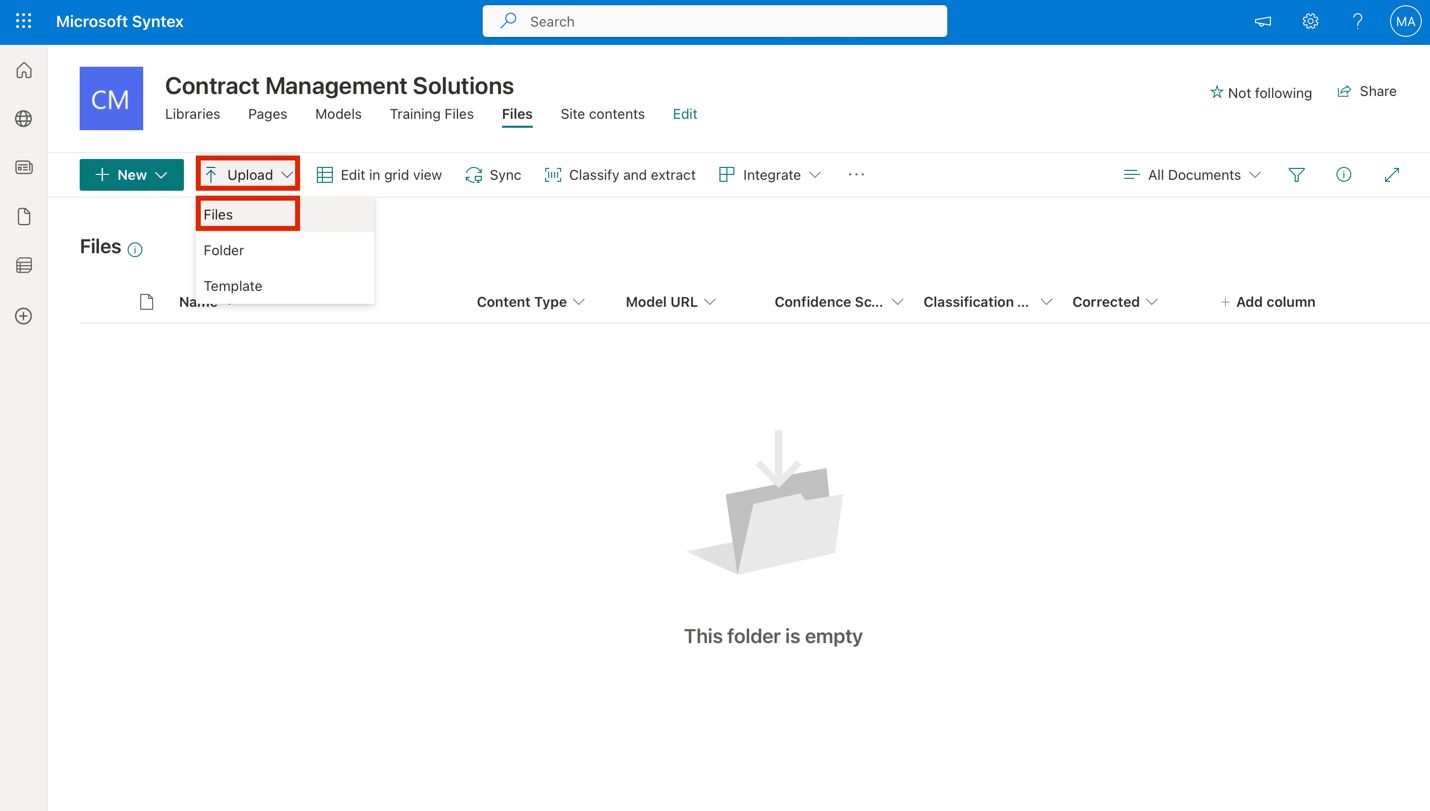 Microsoft Syntex
Search
?
MA
CM
Contract Management Solutions
Libraries Pages Models Training Files Files Site contents Edit
Not following
Share
New Upload Edit in grid view Sync Classify and extract Integrate ... All Documents
Files
Folder
Template
Files
Name Content Type Model URL Confidence Sc... Classification ... Corrected + Add column
This folder is empty